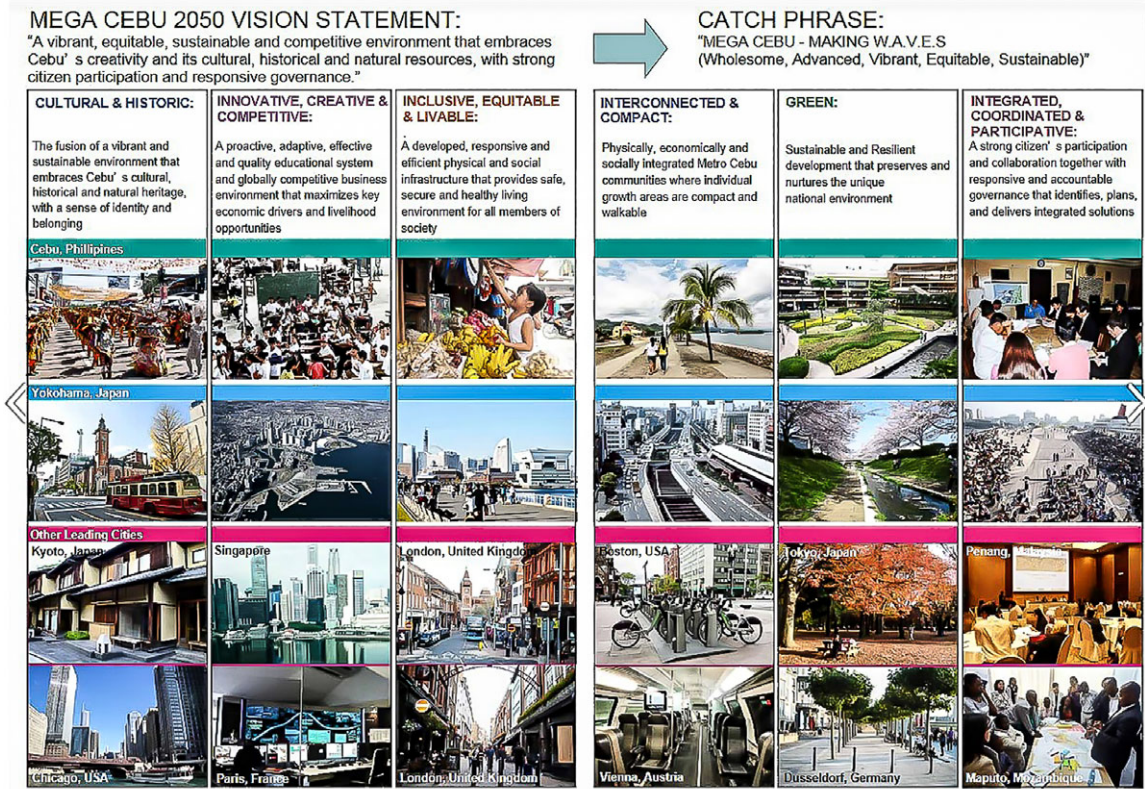 MEGA CEBU 2050 VISION STATEMENT:
"A vibrant, equitable, sustainable and competitive environment that embraces
Cebu' s creativity and its cultural, historical and natural resources, with strong
citizen participation and responsive governance."
CATCH PHRASE:
"MEGA CEBU - MAKING W.A.V.E.S
(Wholesome, Advanced, Vibrant, Equitable, Sustainable)"
CULTURAL & HISTORIC:
The fusion of a vibrant and
sustainable environment that
embraces Cebu' s cultural,
historical and natural heritage,
with a sense of identity and
belonging
INNOVATIVE, CREATIVE &
COMPETITIVE:
A proactive, adaptive, effective
and quality educational system
and globally competitive business
environment that maximizes key
economic drivers and livelihood
opportunities
INCLUSIVE, EQUITABLE
& LIVABLE:
A developed, responsive and
efficient physical and social
infrastructure that provides safe,
secure and healthy living
environment for all members of
society
INTERCONNECTED &
COMPACT:
Physically, economically and
socially integrated Metro Cebu
communities where individual
growth areas are compact and
walkable
GREEN:
Sustainable and Resilient
development that preserves and
nurtures the unique
national environment
INTEGRATED,
COORDINATED &
PARTICIPATIVE:
A strong citizen' s participation
and collaboration together with
responsive and accountable
governance that identifies, plans,
and delivers integrated solutions
Cebu, Phillipines
Yokohama, Japan
Other Leading Cities
Kyoto, Japan
Singapore
London, United Kingdom
Boston, USA
Tokyo, Japan
Penang, Malaysia
Chicago, USA
Paris, France
London, United Kingdom
Vienna, Austria
Dusseldorf, Germany
Maputo, Mozambique